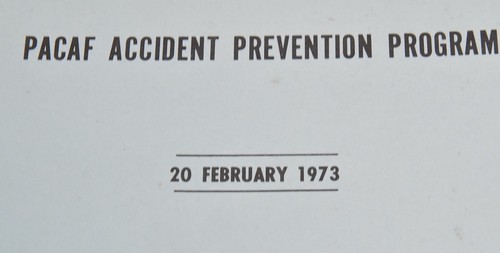 PACAF ACCIDENT PREVENTION PROGRAM
20 FEBRUARY 1973